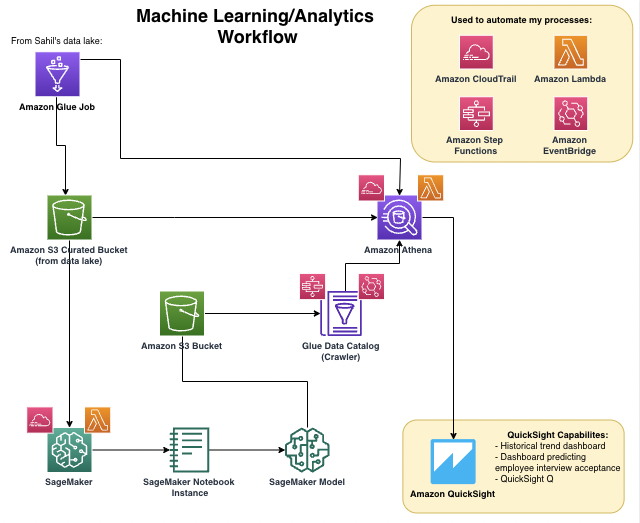 Machine Learning/Analytics
Workflow
From Sahil's data lake:
Amazon Glue Job
Used to automate my processes:
Amazon CloudTrail
Amazon Lambda
Amazon Step
Functions
Amazon
EventBridge
Amazon S3 Curated Bucket
(from data lake)
Amazon Athena
Amazon S3 Bucket
Glue Data Catalog
(Crawler)
SageMaker
SageMaker Notebook
Instance
SageMaker Model
Amazon QuickSight
QuickSight Capabilites:
- Historical trend dashboard
- Dashboard predicting
employee interview acceptance
- QuickSight Q